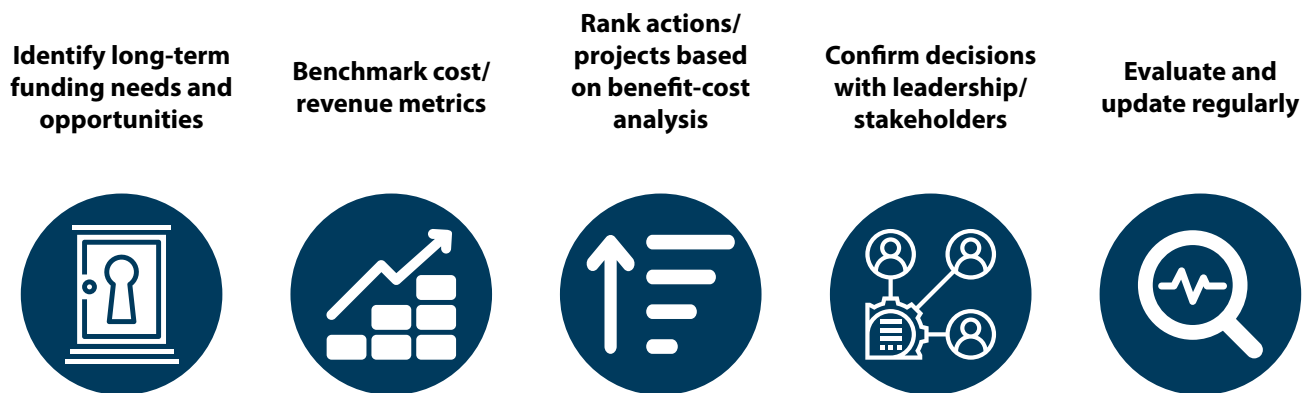 Identify long-term
funding needs and
opportunities
Benchmark cost/
revenue metrics
Rank actions/
projects based
on benefit-cost
analysis
Confirm decisions
with leadership/
stakeholders
Evaluate and
update regularly